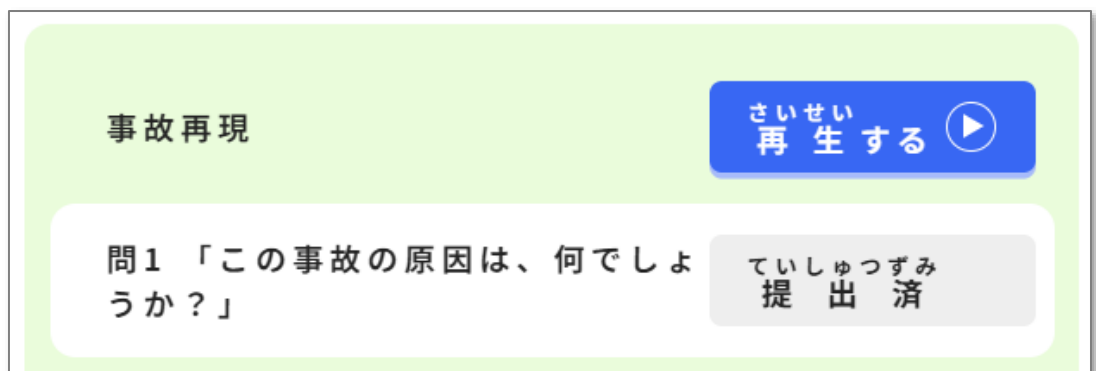 事故再現
さいせい
再生する
問1 「この事故の原因は、何でしょ
うか？」
ていしゅつずみ
提出済